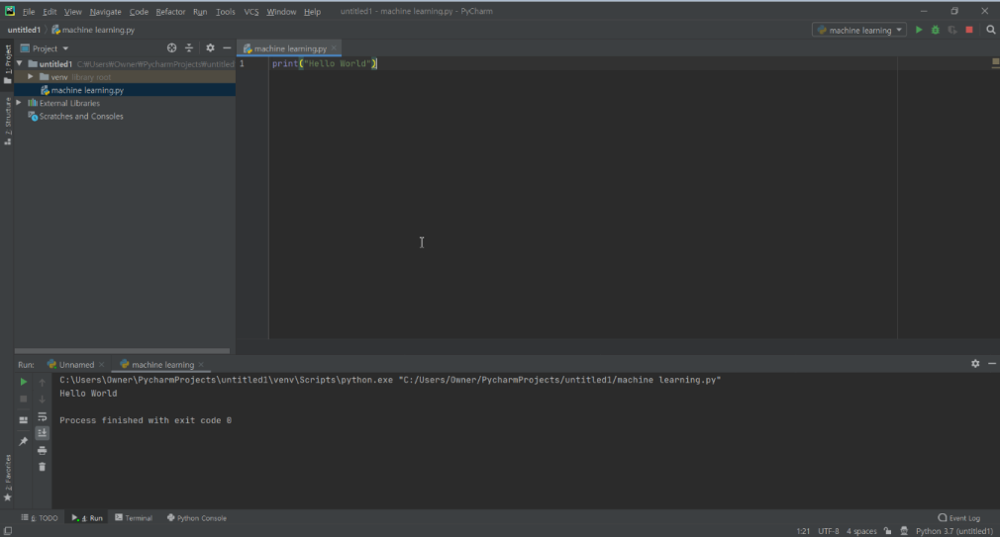 File Edit View Navigate Code Refactor Run Tools VCS Window Help untitled1 - machine learning.py - PyCharm
untitled1 machine learning.py machine learning
1: Project
Project
machine learning.py
untitled1 C:₩Users₩Owner₩PycharmProjects₩untitled
venv library root
machine learning.py
External Libraries
Scratches and Consoles
1 print("Hello World")
Z: Structure
Run: Unnamed machine learning
C:\Users\Owner\PycharmProjects\untitled1\venv\Scripts\python.exe "C:/Users/Owner/PycharmProjects/untitled1/machine learning.py"
Hello World
Process finished with exit code 0
2: Favorites
6: TODO 4: Run Terminal Python Console Event Log
1:21 UTF-8 4 spaces Python 3.7 (untitled1)